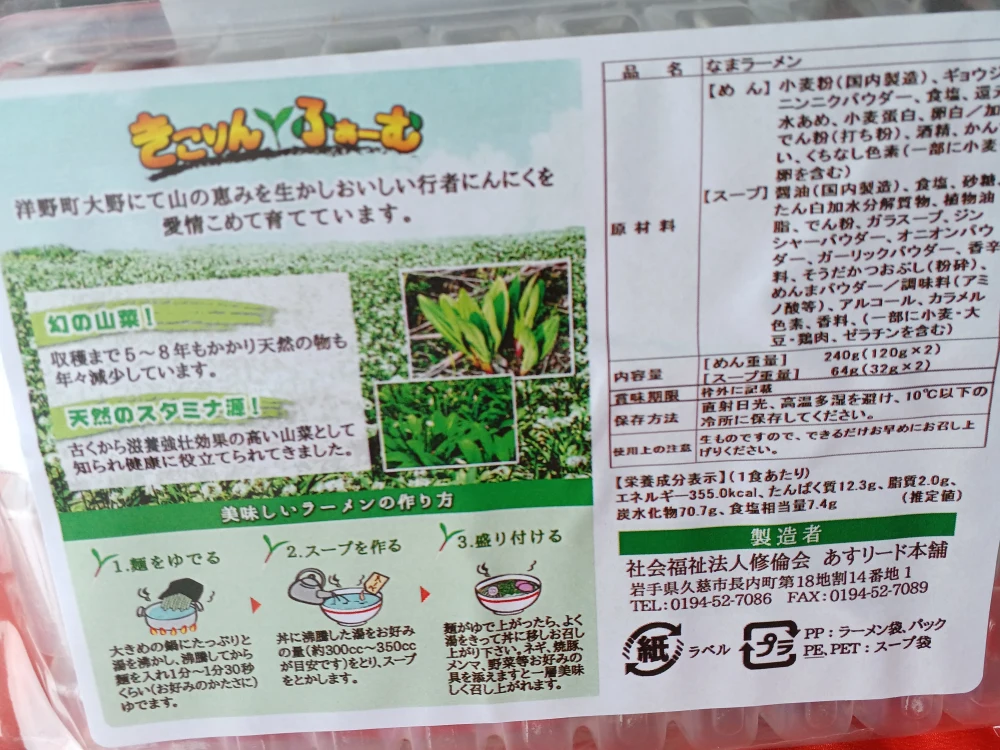 きこりんふぁーむ
洋野町大野にて山の恵みを生かしおいしい行者にんにくを
愛情こめて育てています。
幻の山菜！
収穫まで5～8年もかかり天然の物も
年々減少しています。
天然のスタミナ源！
古くから滋養強壮効果の高い山菜として
知られ健康に役立てられてきました。
美味しいラーメンの作り方
1.麺をゆでる
大きめの鍋にたっぷりと
湯を沸かし、沸騰してから
麺を入れ1分～1分30秒
くらい(お好みのかたさに)
ゆでます。
2.スープを作る
丼に沸騰した湯をお好み
の量(約300cc～350cc
が目安です)をとり、スープ
をとかします。
3.盛り付ける
麺がゆで上がったら、よく
湯をきって丼に移しお召し
上がり下さい。ネギ、焼豚、
メンマ、野菜等お好みの
具を添えますと一層美味
しく召し上がれます。
品名 なまラーメン
原材料
【めん】小麦粉(国内製造)、ギョウジ
ニンニクパウダー、食塩、還元
水あめ、小麦蛋白、卵白／加
でん粉(打ち粉)、酒精、かん
い、くちなし色素(一部に小麦
卵を含む)
【スープ】醤油(国内製造)、食塩、砂糖、
たん白加水分解質物、植物油
脂、でん粉、ガラスープ、ジン
ジャーパウダー、オニオンパウ
ダー、ガーリックパウダー、香辛
料、そうだかつおぶし(粉砕)、
めんまパウダー／調味料(アミ
ノ酸等)、アルコール、カラメル
色素、香料、(一部に小麦・大
豆・鶏肉、ゼラチンを含む)
内容量 【めん重量】 240g(120g×2)
【スープ重量】 64g(32g×2)
賞味期限 枠外に記載
保存方法 直射日光、高温多湿を避け、10℃以下の
冷所に保存してください。
使用上の注意 生ものですので、できるだけお早めにお召し上
げりください。
【栄養成分表示】(1食あたり)
エネルギー355.0kcal、たんぱく質12.3g、脂質2.0g、
炭水化物70.7g、食塩相当量7.4g (推定値)
製造者
社会福祉法人修倫会 あすリード本舗
岩手県久慈市長内町第18地割14番地1
TEL:0194-52-7086 FAX:0194-52-7089
紙 ラベル
プラ PP:ラーメン袋、パック
PE,PET:スープ袋